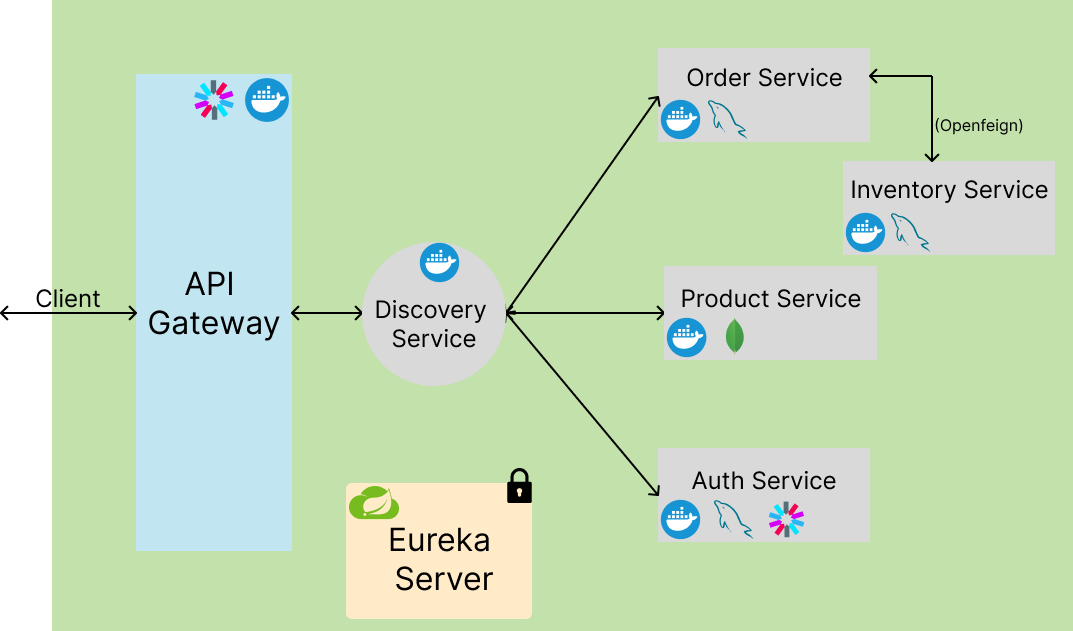 Client
API
Gateway
Discovery
Service
Order Service
(Openfeign)
Inventory Service
Product Service
Auth Service
Eureka
Server